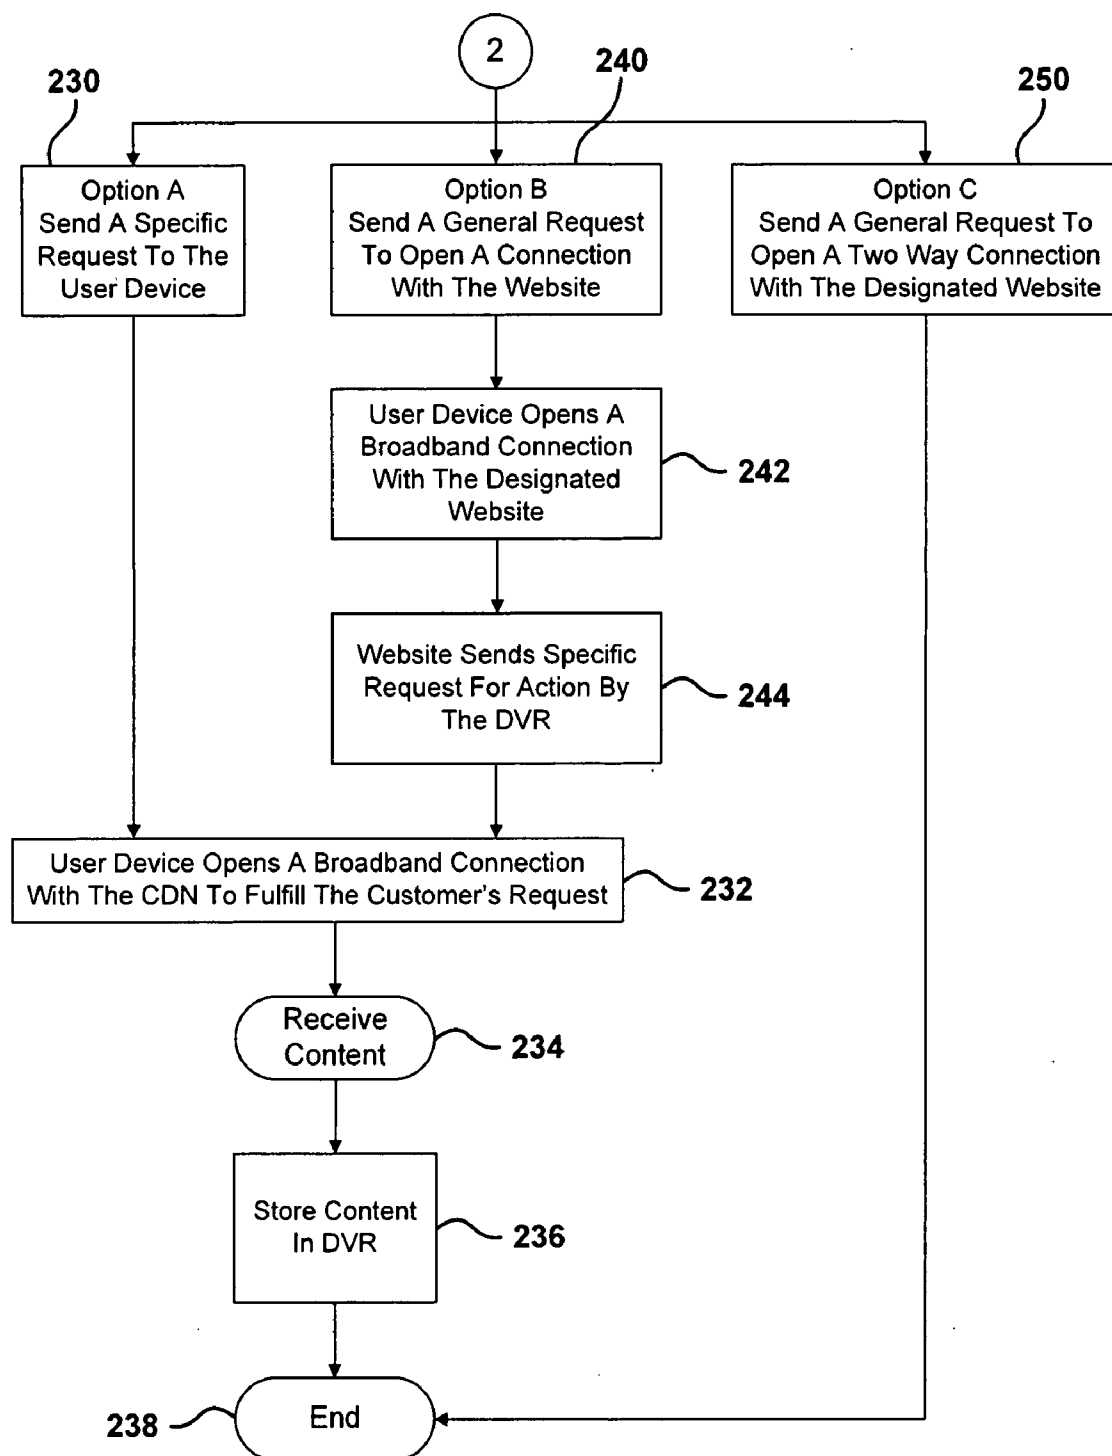 2
230
240
250
Option A
Send A Specific
Request To The
User Device
Option B
Send A General Request
To Open A Connection
With The Website
Option C
Send A General Request To
Open A Two Way Connection
With The Designated Website
User Device Opens A
Broadband Connection
With The Designated
Website
242
Website Sends Specific
Request For Action By
The DVR
244
User Device Opens A Broadband Connection
With The CDN To Fulfill The Customer's Request
232
Receive
Content
234
Store Content
In DVR
236
238
End